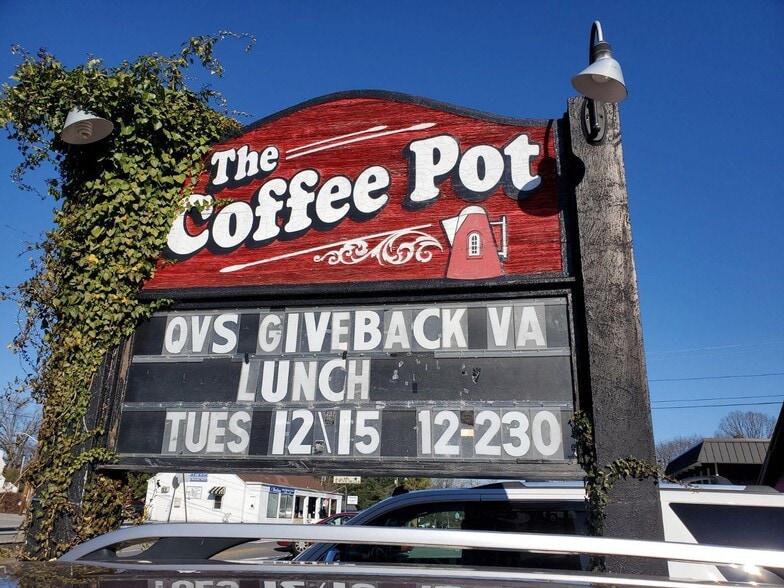 The
Coffee Pot
OVS GIVEBACK VA
LUNCH
TUES 12\15 12 230